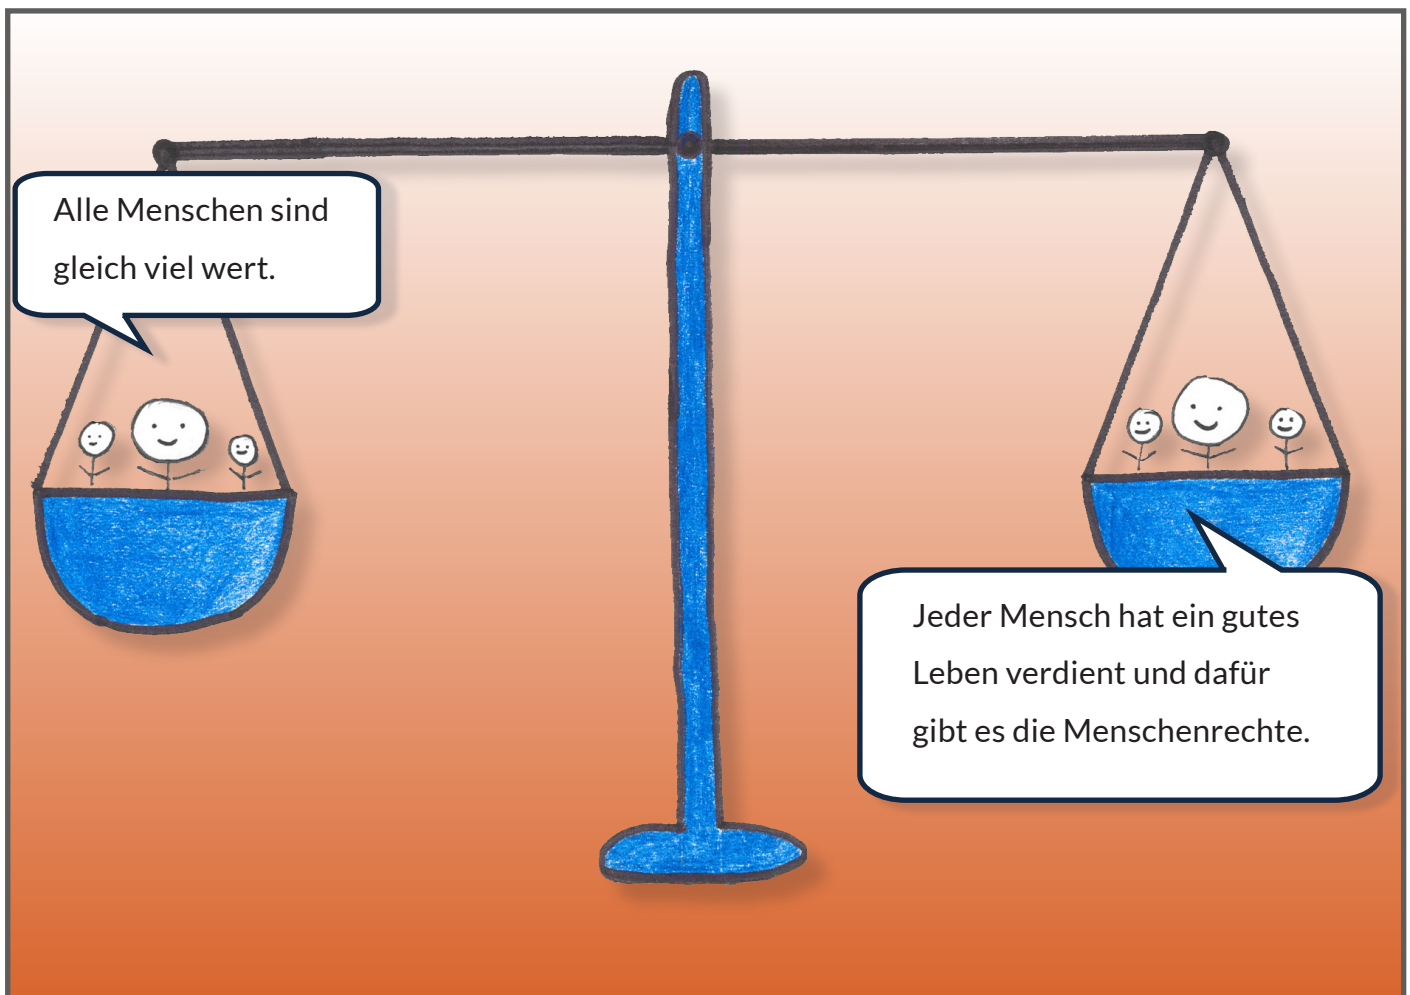 Alle Menschen sind
gleich viel wert.
Jeder Mensch hat ein gutes
Leben verdient und dafür
gibt es die Menschenrechte.